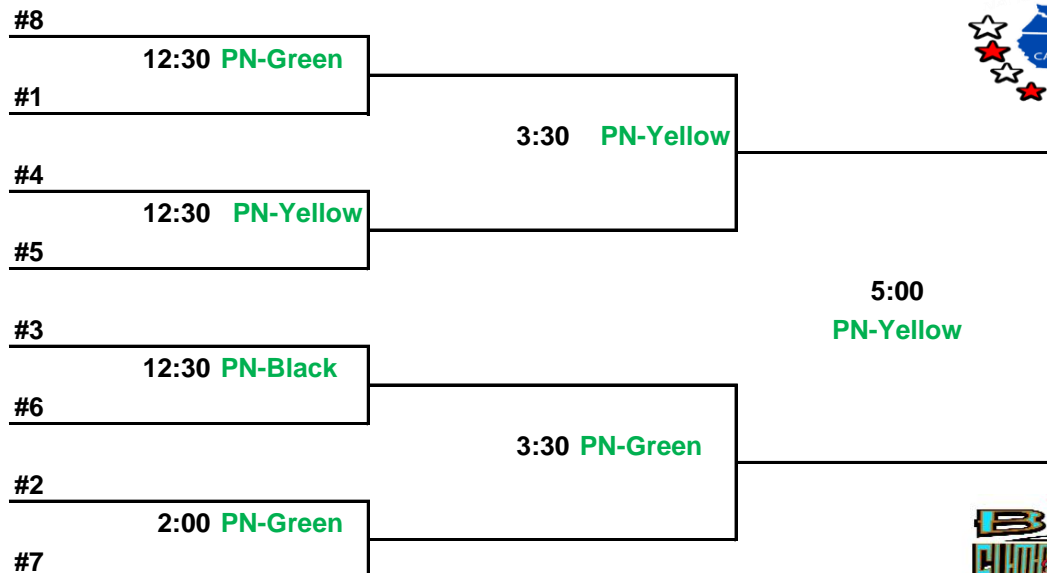 #8
12:30 PN-Green
#1
3:30 PN-Yellow
#4
12:30 PN-Yellow
#5
5:00
PN-Yellow
#3
12:30 PN-Black
#6
3:30 PN-Green
#2
2:00 PN-Green
#7